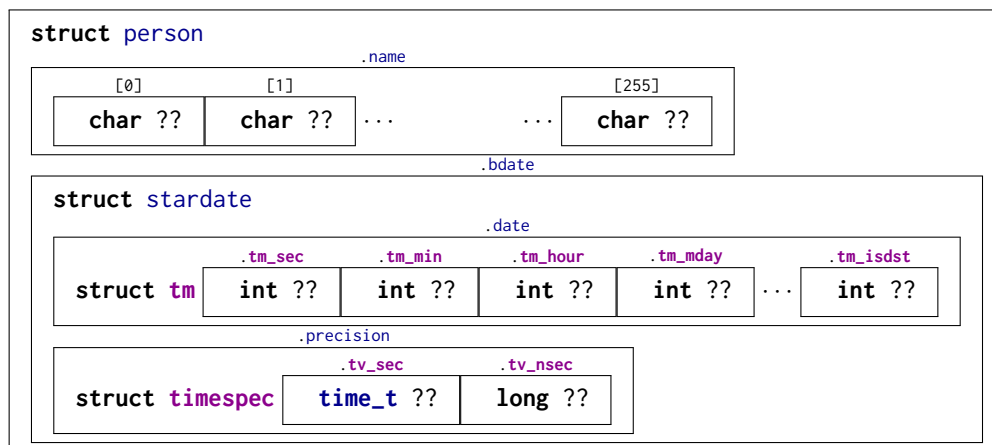 struct person
.name
[0] [1] [255]
char ?? char ?? ... ... char ??
.bdate
struct stardate
.date
.tm_sec .tm_min .tm_hour .tm_mday .tm_isdst
struct tm int ?? int ?? int ?? int ?? ... int ??
.precision
.tv_sec .tv_nsec
struct timespec time_t ?? long ??